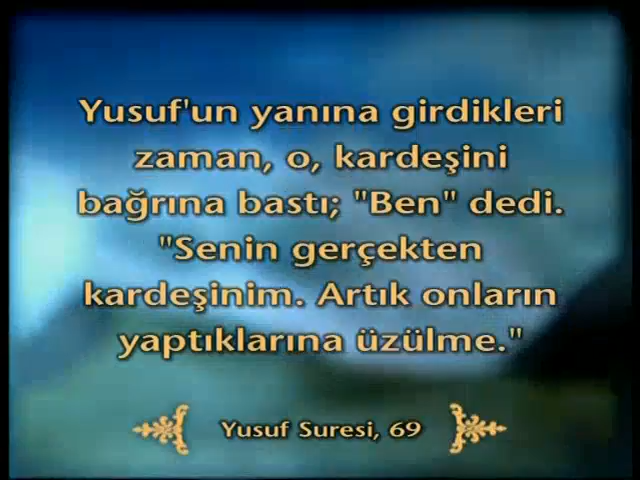 Yusuf'un yanına girdikleri
zaman, o, kardeşini
bağrına bastı; "Ben" dedi.
"Senin gerçekten
kardeşinim. Artık onların
yaptıklarına üzülme."
Yusuf Suresi, 69